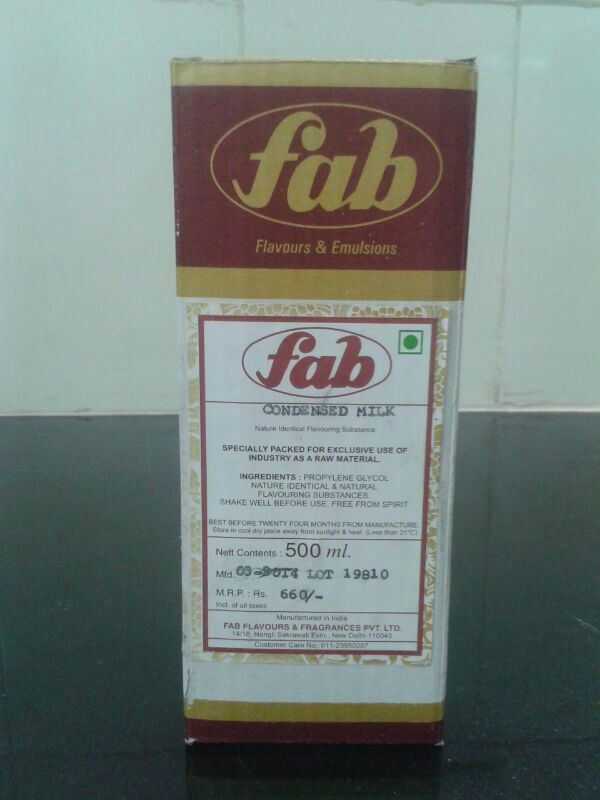 fab
Flavours & Emulsions
fab
CONDENSED MILK
Nature Identical Flavouring Substance
SPECIALLY PACKED FOR EXCLUSIVE USE OF
INDUSTRY AS A RAW MATERIAL.
INGREDIENTS : PROPYLENE GLYCOL
NATURE IDENTICAL & NATURAL
FLAVOURING SUBSTANCES.
SHAKE WELL BEFORE USE. FREE FROM SPIRIT
BEST BEFORE TWENTY FOUR MONTHS FROM MANUFACTURE.
Store in cool dry place away from sunlight & heat. (Less than 21°C)
Nett Contents : 500 ml.
Mfd. 03-2014 LOT 19810
M.R.P. : Rs. 660/-
Incl. of all taxes
Manufactured in India
FAB FLAVOURS & FRAGRANCES PVT. LTD.
14/18, Nangli Sakrawati Extn., New Delhi-110043
Customer Care No.: 011-23950287